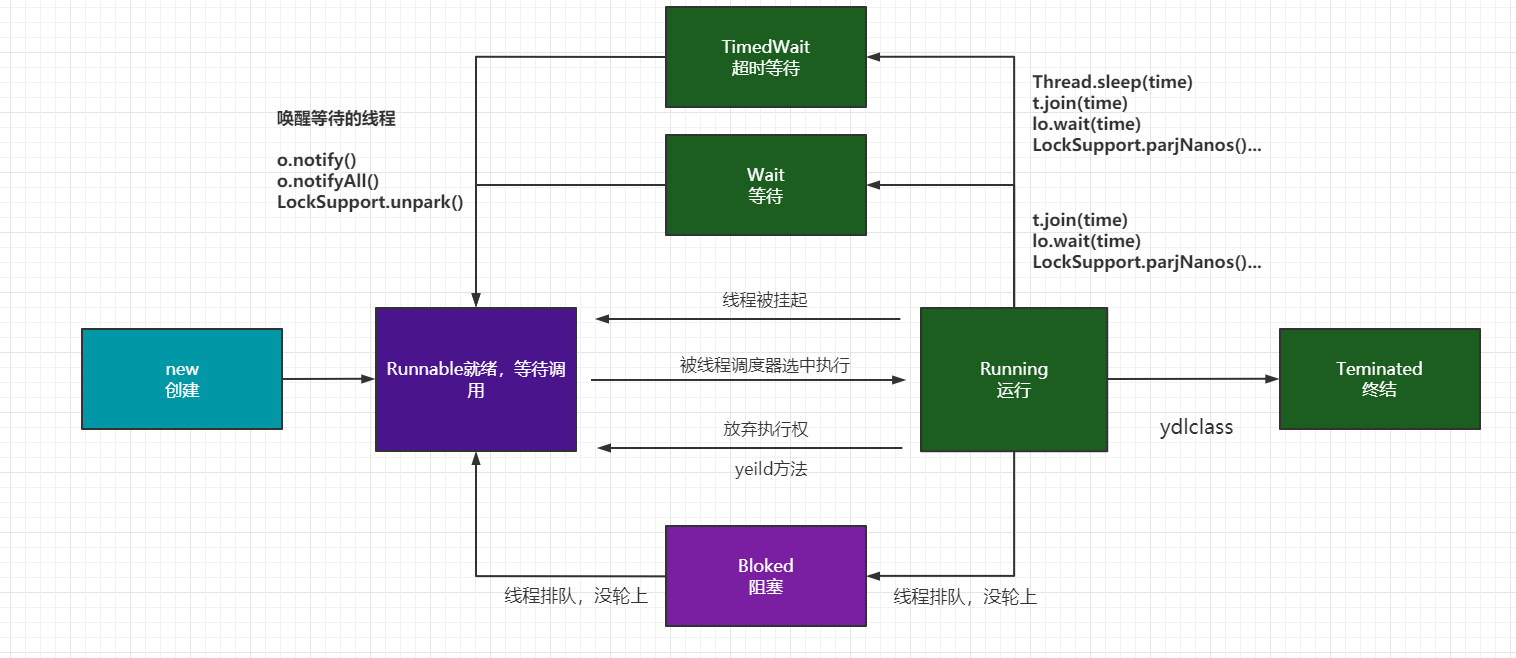 TimedWait
超时等待
Thread.sleep(time)
t.join(time)
lo.wait(time)
LockSupport.parjNanos()...
唤醒等待的线程
o.notify()
o.notifyAll()
LockSupport.unpark()
Wait
等待
t.join(time)
lo.wait(time)
LockSupport.parjNanos()...
线程被挂起
new
创建
Runnable就绪，等待调
用
被线程调度器选中执行
Running
运行
Teminated
终结
ydlclass
放弃执行权
yeild方法
Bloked
阻塞
线程排队，没轮上
线程排队，没轮上